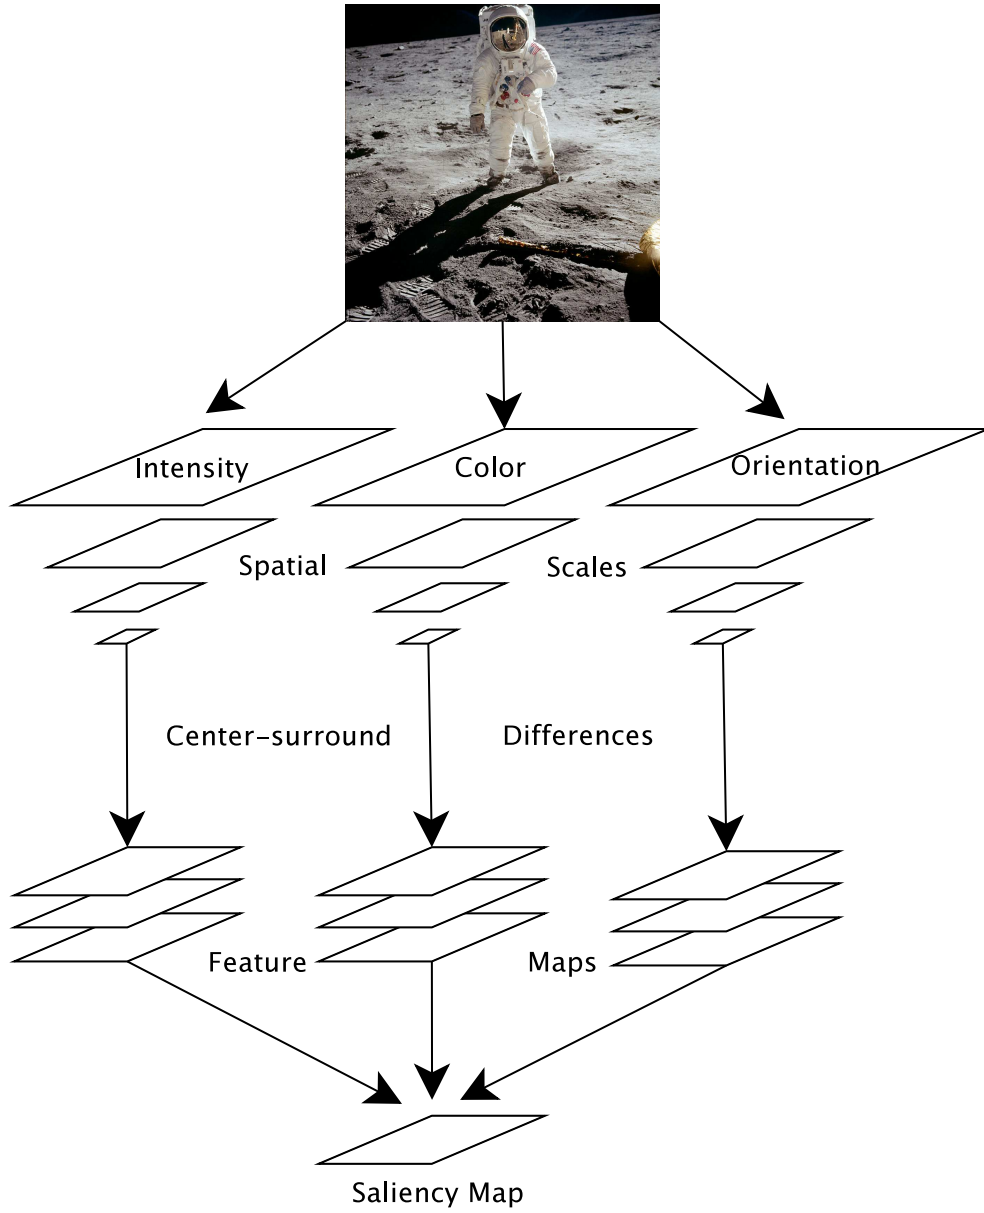 Intensity
Color
Orientation
Spatial Scales
Center-surround Differences
Feature Maps
Saliency Map